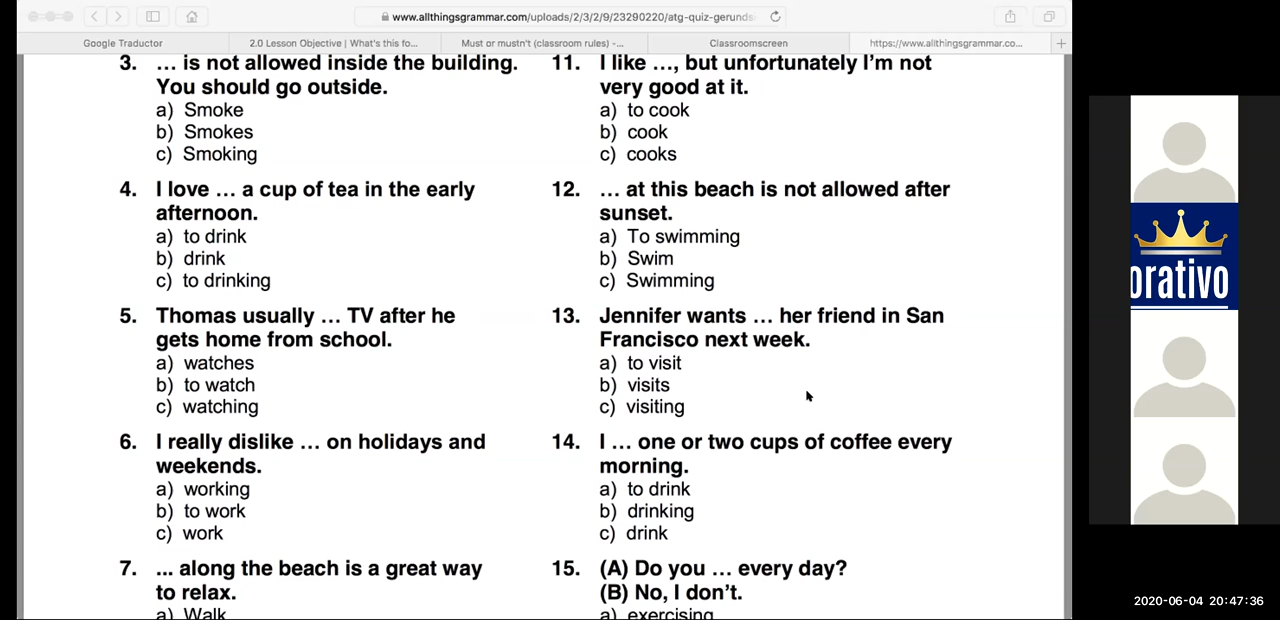 www.allthingsgrammar.com/uploads/2/3/2/9/23290220/atg-quiz-gerunds
Google Traductor
2.0 Lesson Objective | What's this fo...
Must or mustn't (classroom rules) -...
Classroomscreen
https://www.allthingsgrammar.co...
3. ... is not allowed inside the building.
You should go outside.
a) Smoke
b) Smokes
c) Smoking
4. I love ... a cup of tea in the early
afternoon.
a) to drink
b) drink
c) to drinking
5. Thomas usually ... TV after he
gets home from school.
a) watches
b) to watch
c) watching
6. I really dislike ... on holidays and
weekends.
a) working
b) to work
c) work
7. ... along the beach is a great way
to relax.
a) Walk
11. I like ..., but unfortunately I'm not
very good at it.
a) to cook
b) cook
c) cooks
12. ... at this beach is not allowed after
sunset.
a) To swimming
b) Swim
c) Swimming
13. Jennifer wants ... her friend in San
Francisco next week.
a) to visit
b) visits
c) visiting
14. I ... one or two cups of coffee every
morning.
a) to drink
b) drinking
c) drink
15. (A) Do you ... every day?
(B) No, I don't.
a) exercising
orativo
2020-06-04 20:47:36